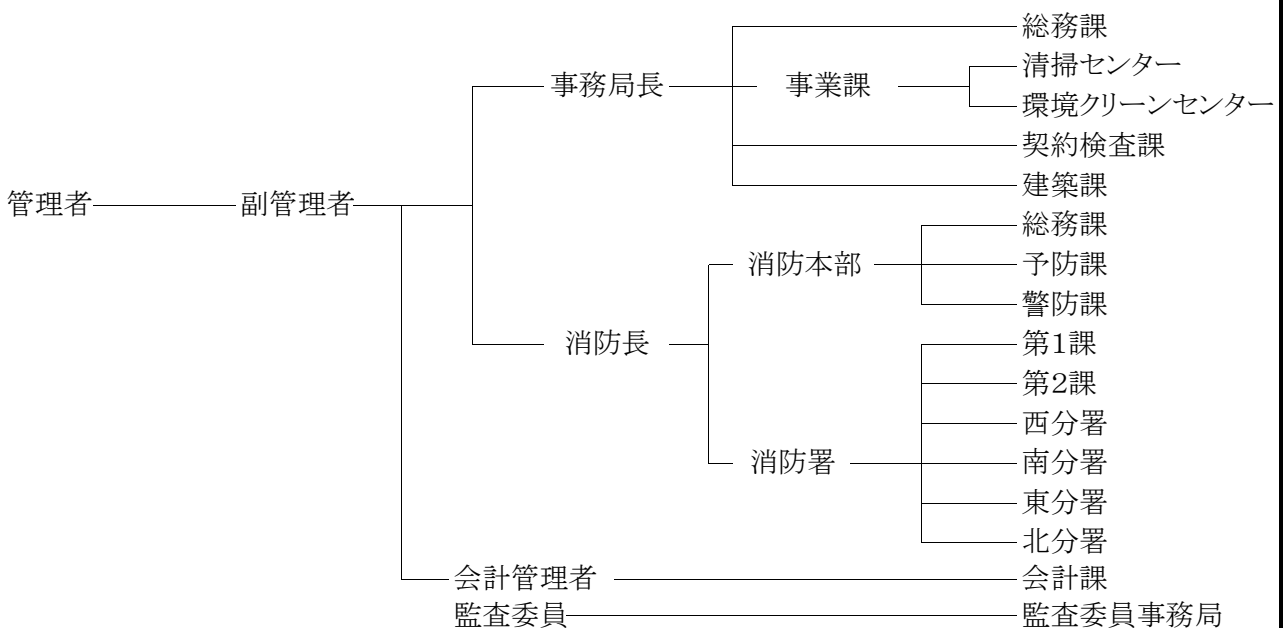 総務課
清掃センター
事務局長 事業課
環境クリーンセンター
契約検査課
建築課
管理者 副管理者
総務課
消防本部 予防課
警防課
消防長 第1課
第2課
西分署
消防署 南分署
東分署
北分署
会計管理者 会計課
監査委員 監査委員事務局